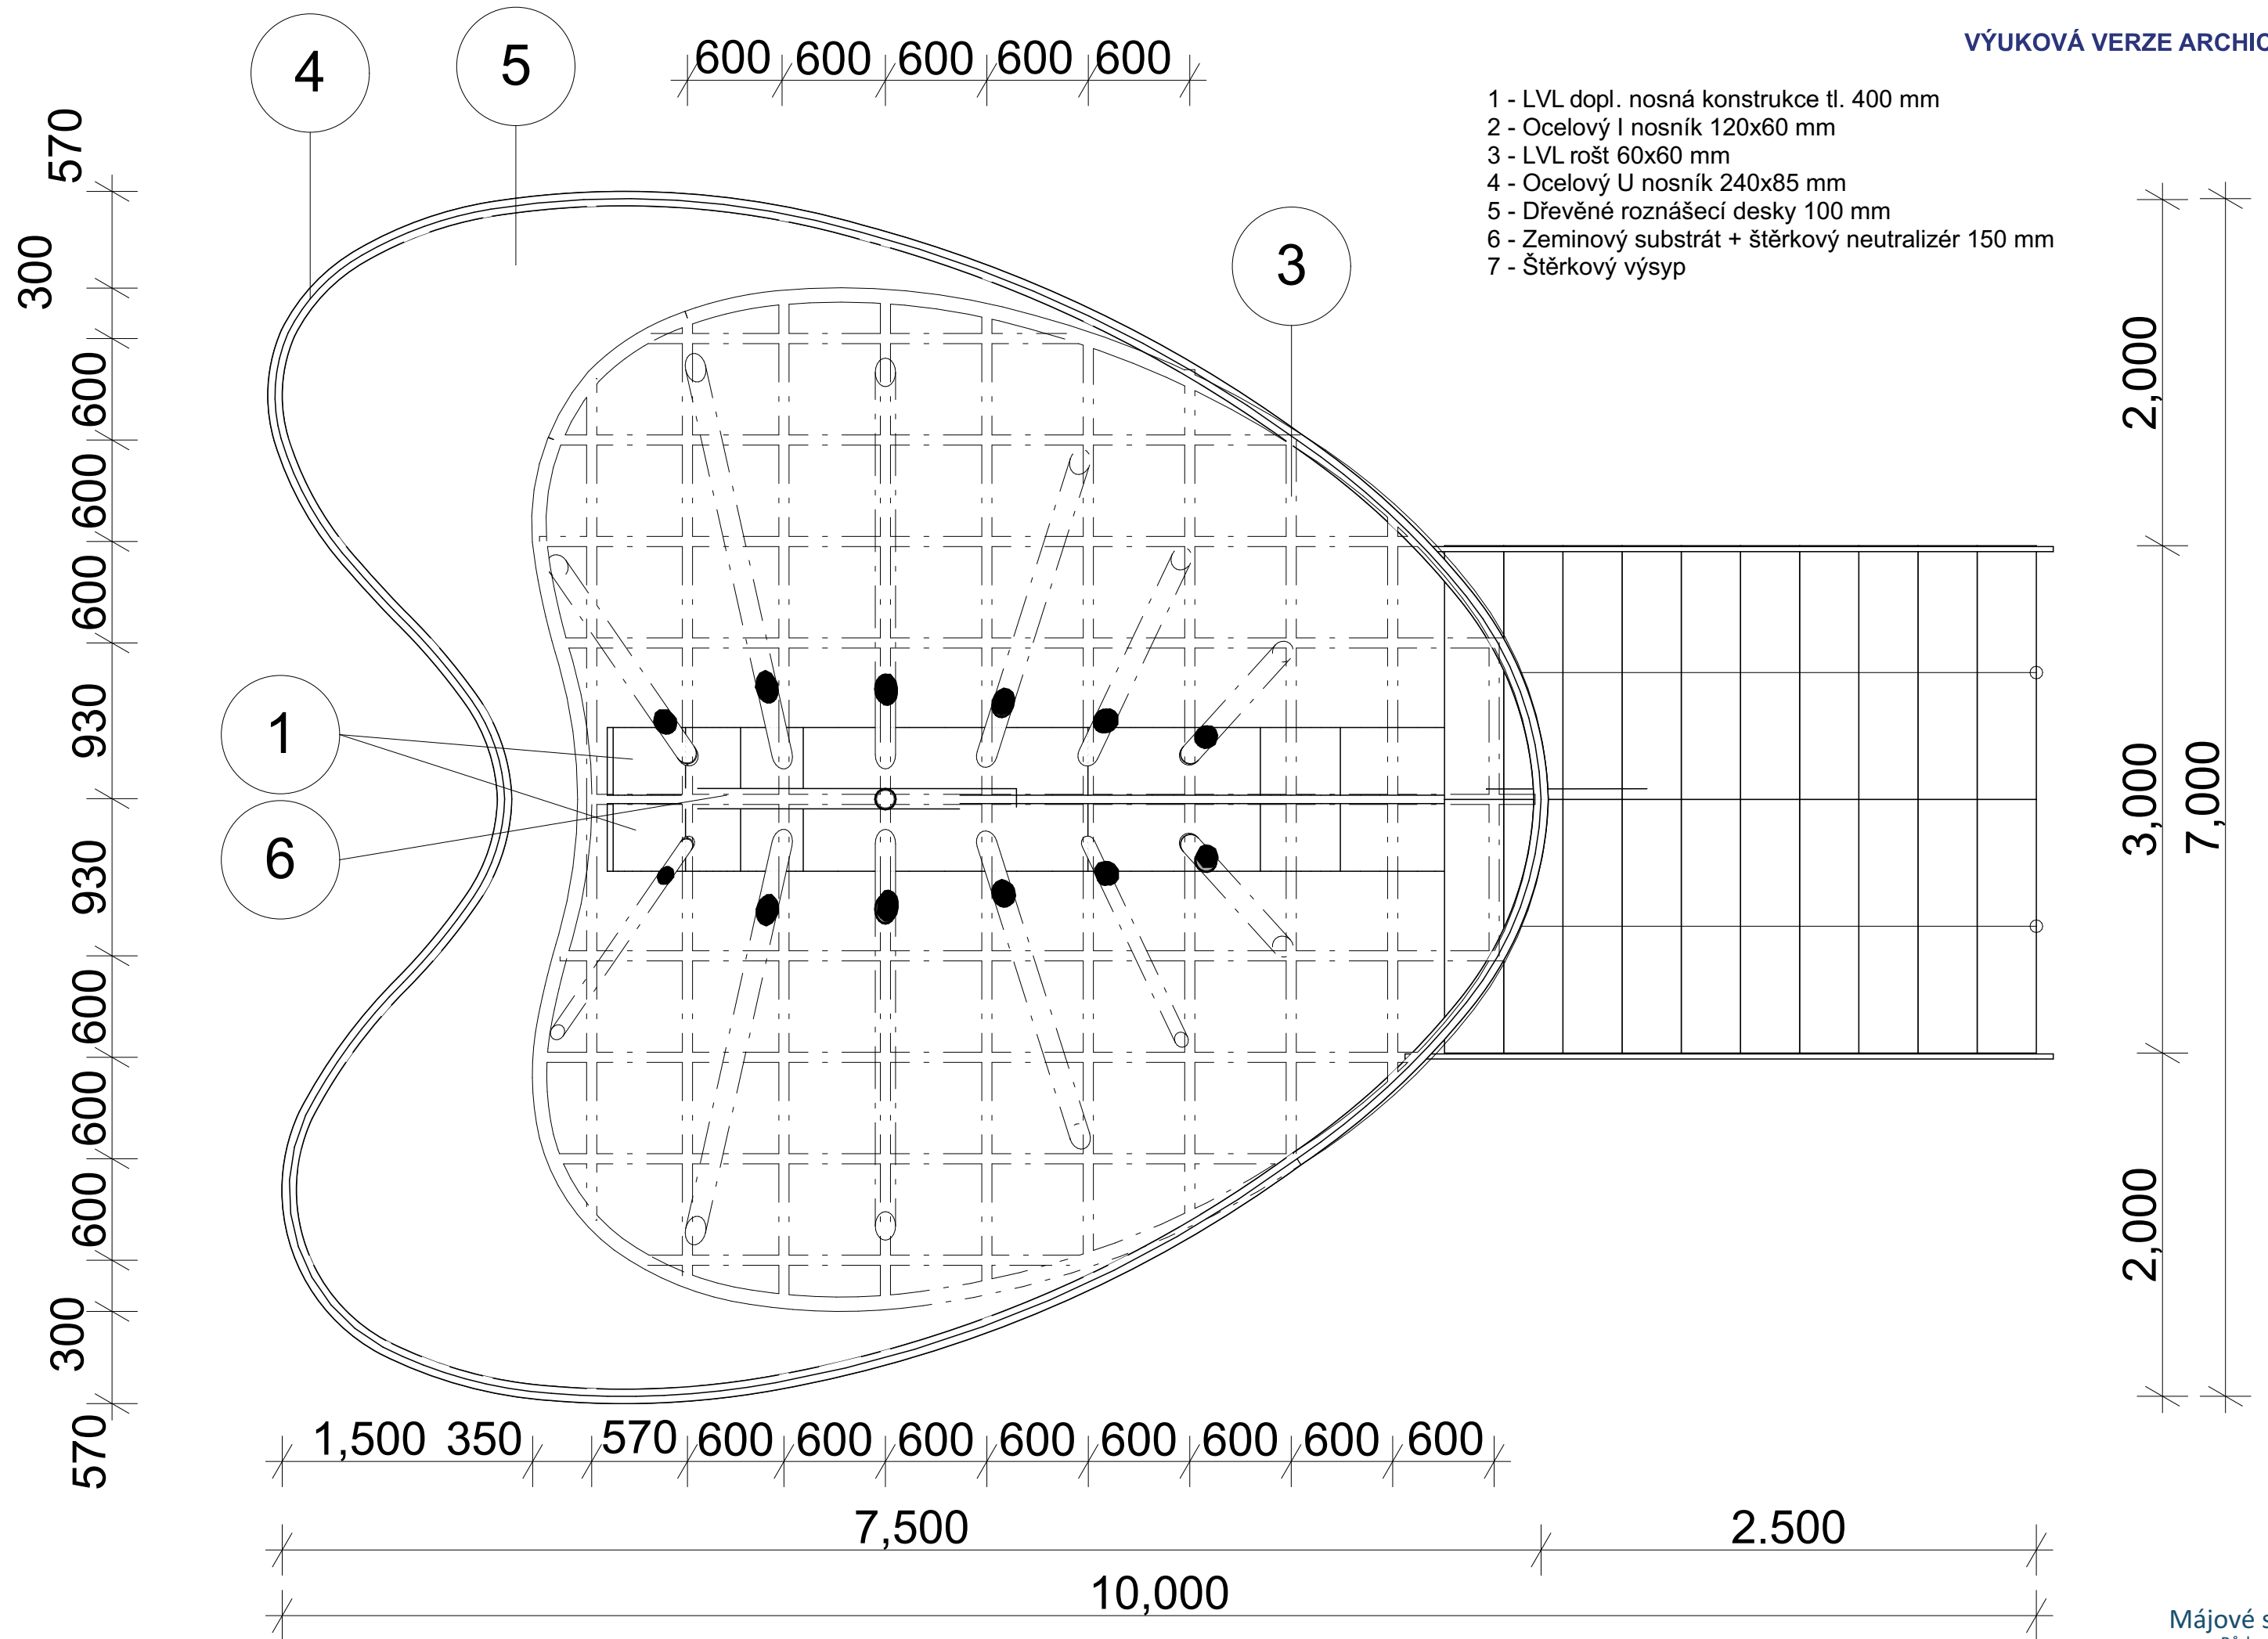 VÝUKOVÁ VERZE ARCHIC
4
5
600 600 600 600 600
1 - LVL dopl. nosná konstrukce tl. 400 mm
2 - Ocelový I nosník 120x60 mm
3 - LVL rošt 60x60 mm
4 - Ocelový U nosník 240x85 mm
5 - Dřevěné roznášecí desky 100 mm
6 - Zeminový substrát + štěrkový neutralizér 150 mm
7 - Štěrkový výsyp
3
1
6
570
300
600
600
600
930
930
600
600
600
300
570
2,000
3,000
2,000
7,000
1,500 350 570 600 600 600 600 600 600 600 600
7,500 2.500
10,000
Májové s